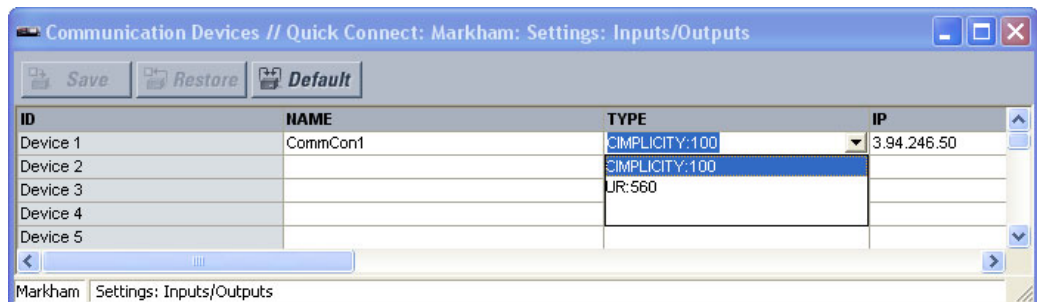 Communication Devices // Quick Connect: Markham: Settings: Inputs/Outputs
Save Restore Default
ID NAME TYPE IP
Device 1 CommCon1 CIMPLICITY:100 3.94.246.50
Device 2 CIMPLICITY:100
Device 3 UR:560
Device 4
Device 5
Markham Settings: Inputs/Outputs